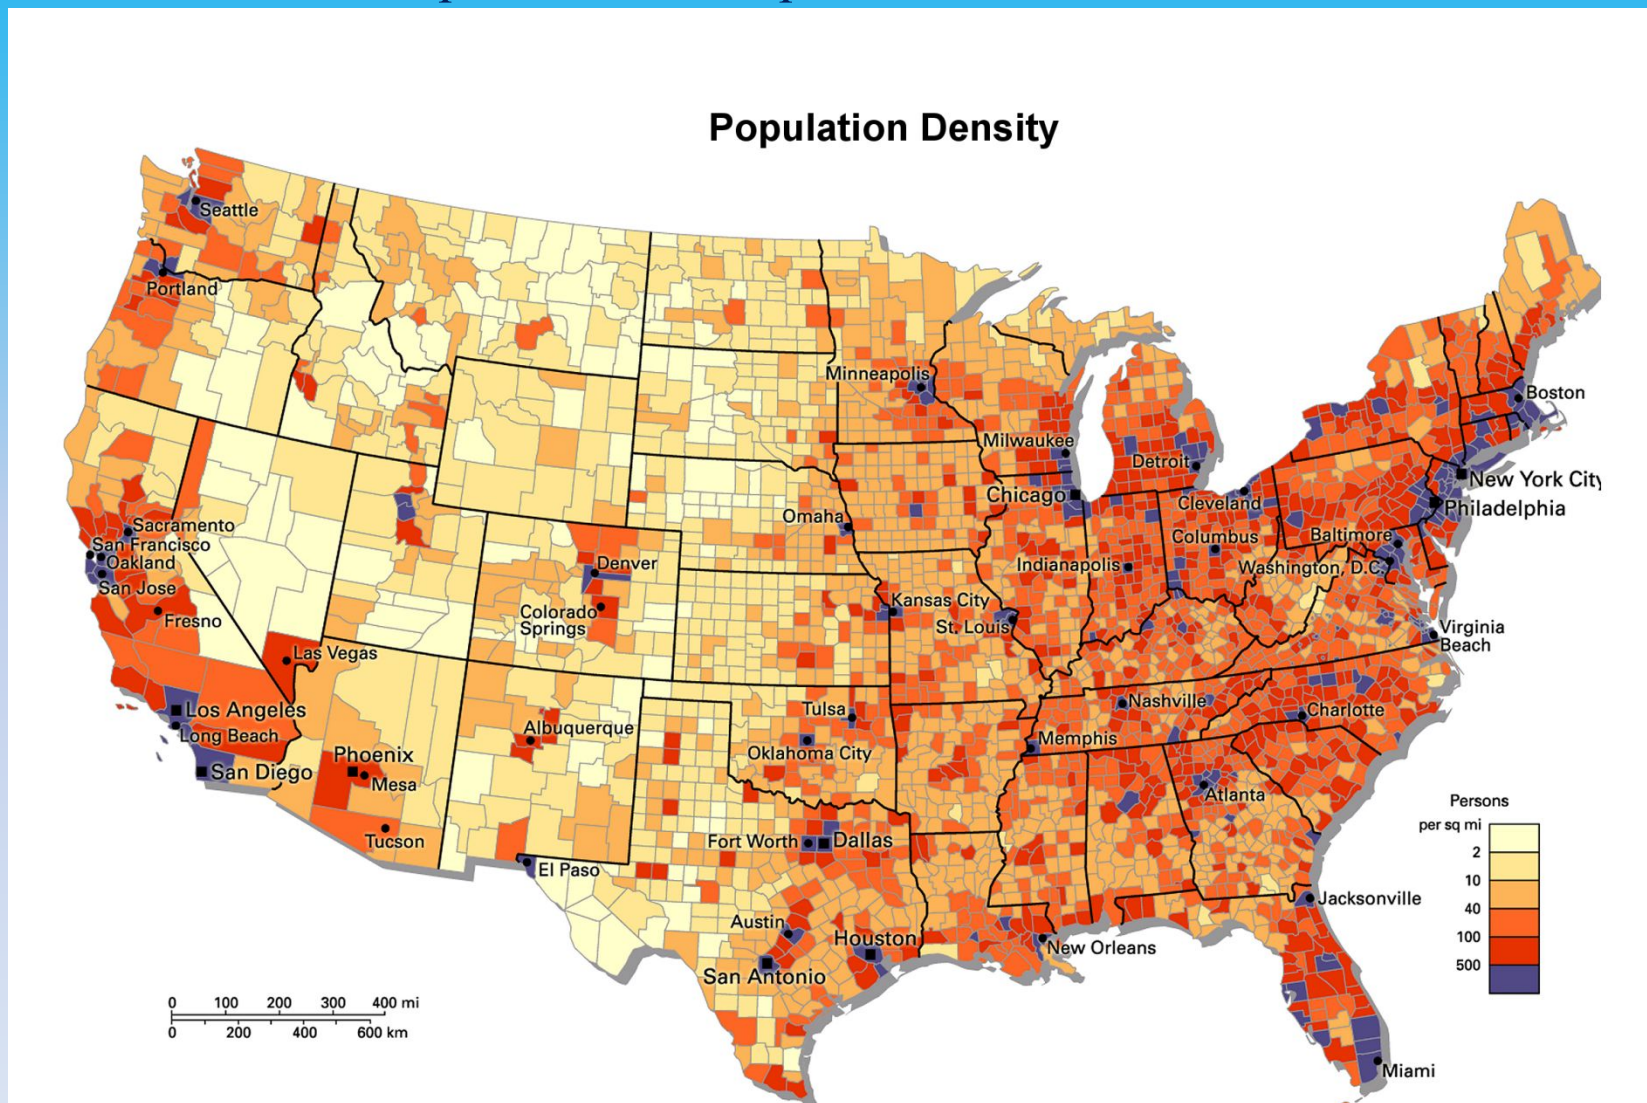 Population Density
Seattle
Portland
Minneapolis
Boston
Milwaukee
Detroit
Chicago
New York City
Cleveland
Philadelphia
Omaha
Sacramento
San Francisco
Oakland
San Jose
Fresno
Baltimore
Columbus
Denver
Indianapolis
Washington, D.C.
Colorado
Springs
Kansas City
St. Louis
Virginia
Beach
Las Vegas
Los Angeles
Long Beach
Albuquerque
Tulsa
Nashville
Charlotte
Oklahoma City
Memphis
Phoenix
Mesa
San Diego
Atlanta
Tucson
Fort Worth
Dallas
El Paso
Persons
per sq mi
2
10
40
100
500
Jacksonville
Austin
Houston
New Orleans
San Antonio
0 100 200 300 400 mi
0 200 400 600 km
Miami